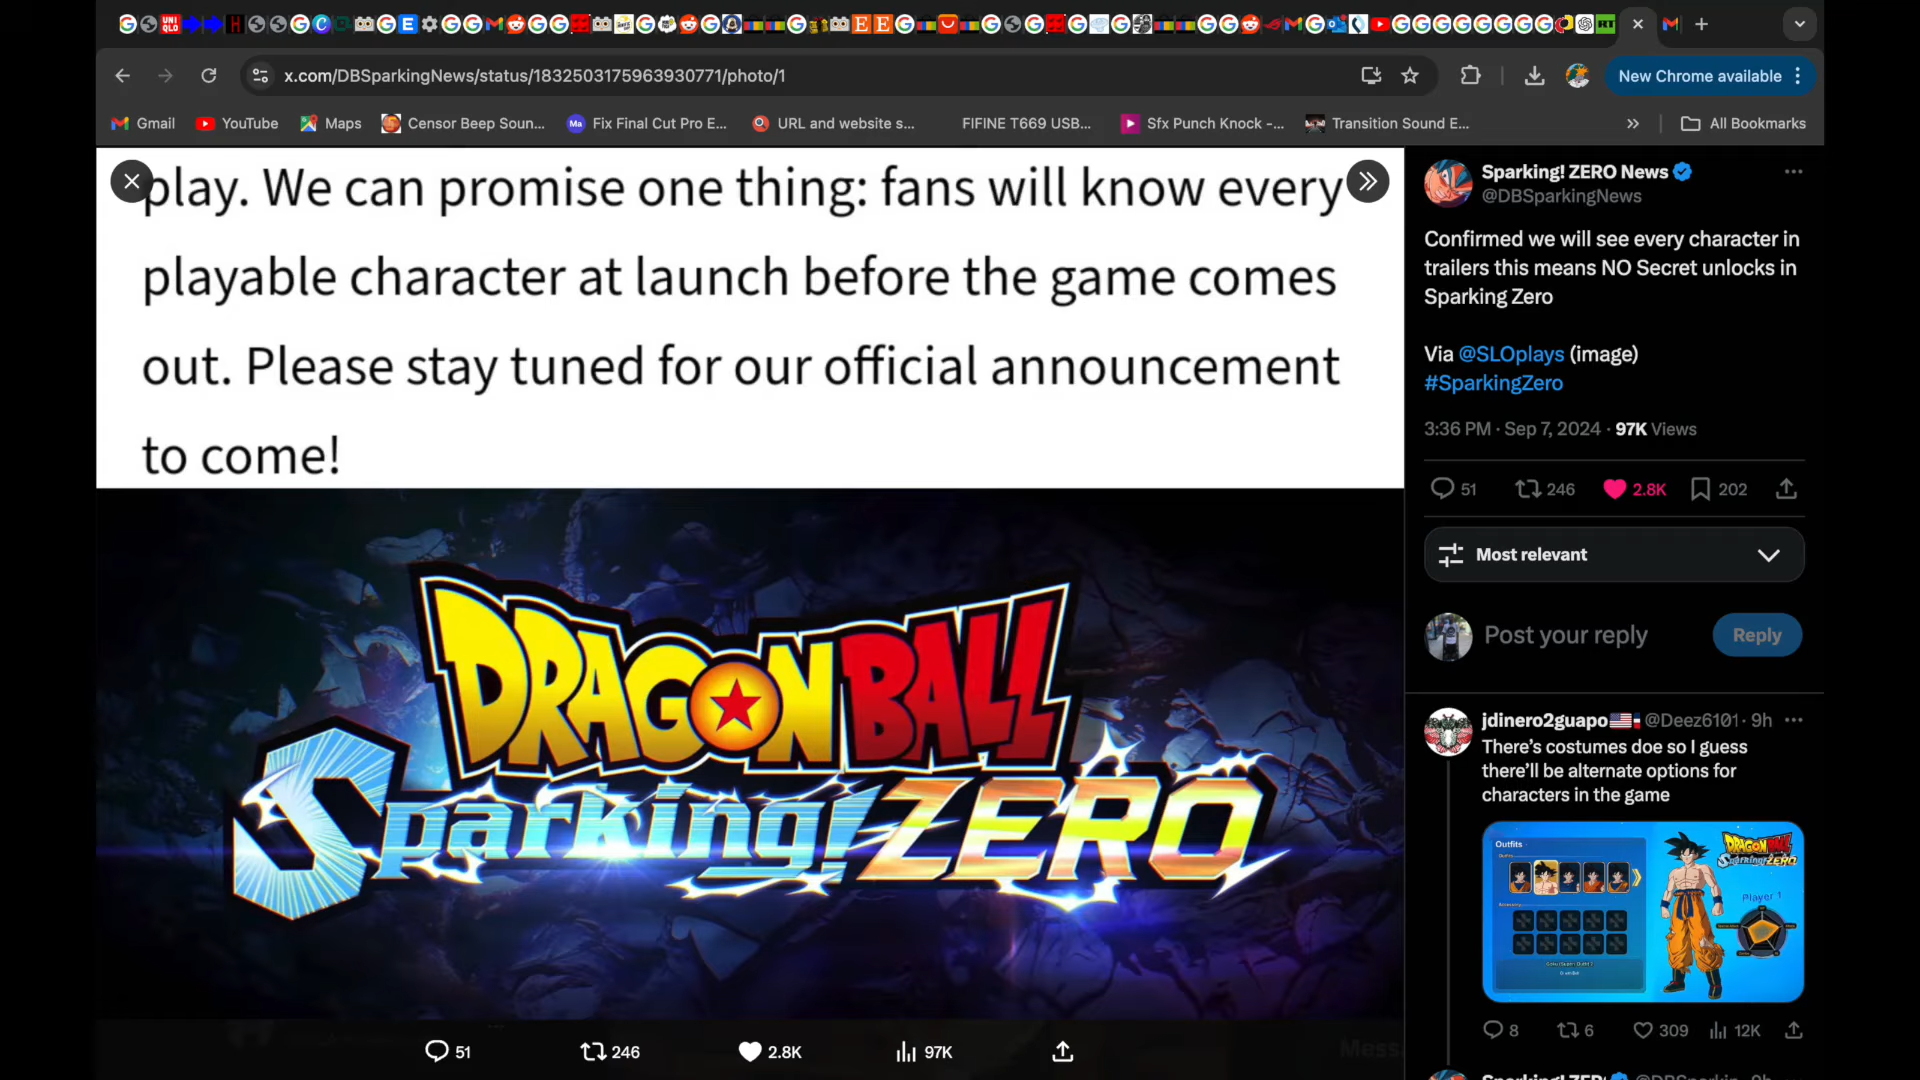 x.com/DBSparkingNews/status/1832503175963930771/photo/1
New Chrome available
Gmail
YouTube
Maps
Censor Beep Soun...
Fix Final Cut Pro E...
URL and website s...
FIFINE T669 USB...
Sfx Punch Knock -...
Transition Sound E...
All Bookmarks
play. We can promise one thing: fans will know every
playable character at launch before the game comes
out. Please stay tuned for our official announcement
to come!
DRAGON BALL
Sparking! ZERO
51
246
2.8K
97K
Sparking! ZERO News
@DBSparkingNews
Confirmed we will see every character in
trailers this means NO Secret unlocks in
Sparking Zero
Via @SLOplays (image)
#SparkingZero
3:36 PM · Sep 7, 2024 · 97K Views
51
246
2.8K
202
Most relevant
Post your reply
Reply
jdinero2guapo @Deez6101 · 9h
There's costumes doe so I guess
there'll be alternate options for
characters in the game
Outfits
DRAGON BALL
Sparking! ZERO
Player 1
8
6
309
12K